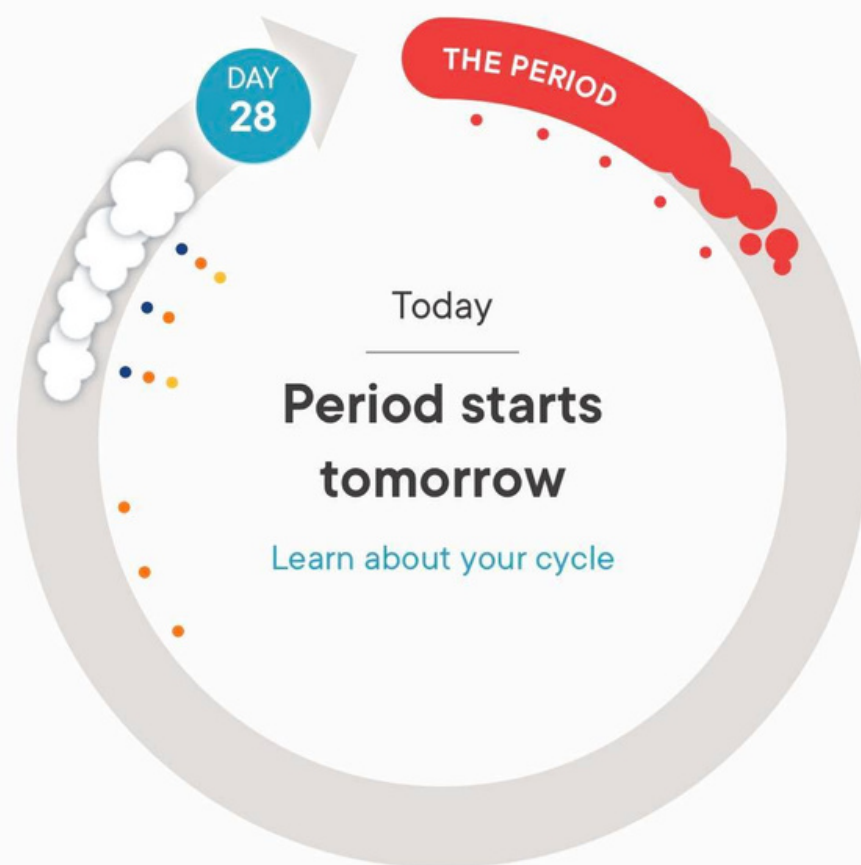 DAY
28
THE PERIOD
Today
Period starts
tomorrow
Learn about your cycle